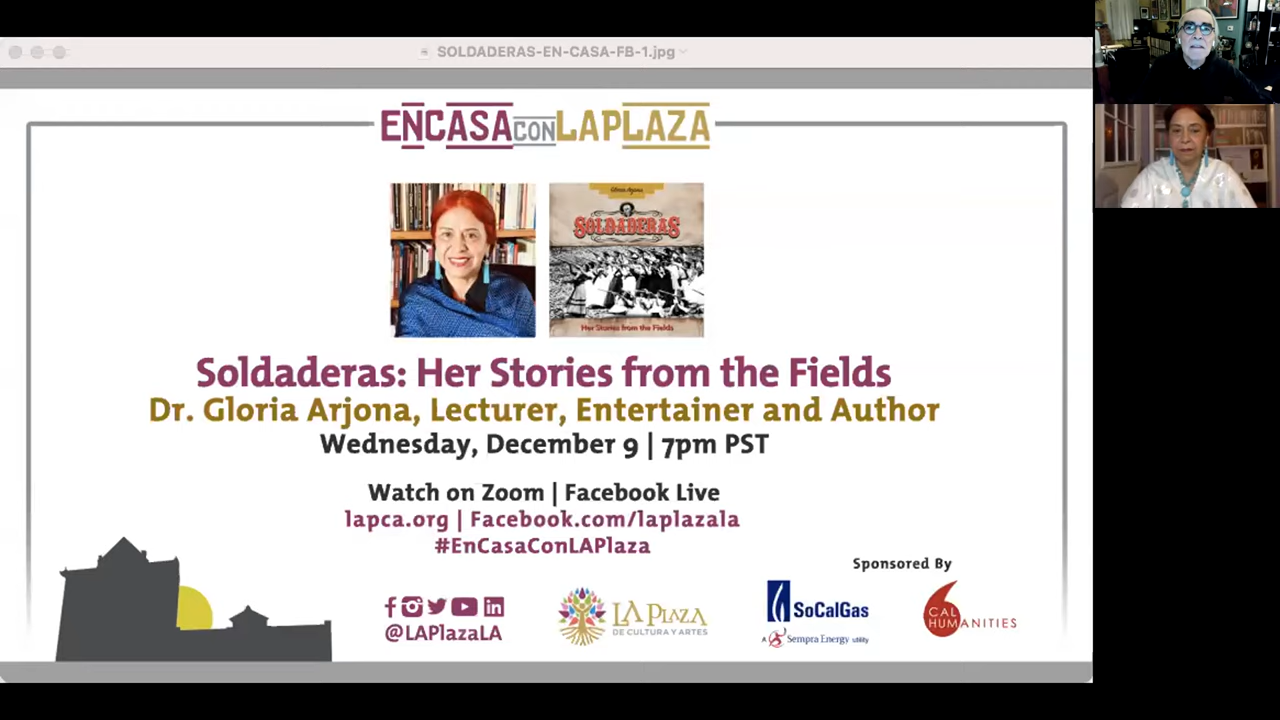 SOLDADERAS-EN-CASA-FB-1.jpg
ENCASACONLAPLAZA
Gloria Arjona
SOLDADERAS
Her Stories from the Fields
Soldaderas: Her Stories from the Fields
Dr. Gloria Arjona, Lecturer, Entertainer and Author
Wednesday, December 9 | 7pm PST
Watch on Zoom | Facebook Live
lapca.org | Facebook.com/laplazala
#EnCasaConLAPlaza
Sponsored By
@LAPlazaLA
LA PLAZA
DE CULTURA Y ARTES
SoCalGas
A Sempra Energy utility
CAL
HUMANITIES